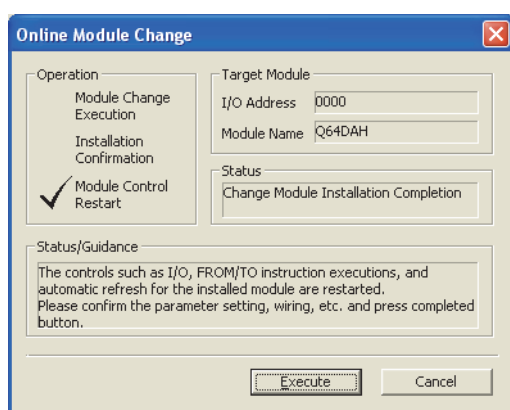 Online Module Change
Operation
Module Change
Execution
Installation
Confirmation
Module Control
Restart
Target Module
I/O Address 0000
Module Name Q64DAH
Status
Change Module Installation Completion
Status/Guidance
The controls such as I/O, FROM/TO instruction executions, and
automatic refresh for the installed module are restarted.
Please confirm the parameter setting, wiring, etc. and press completed
button.
Execute Cancel